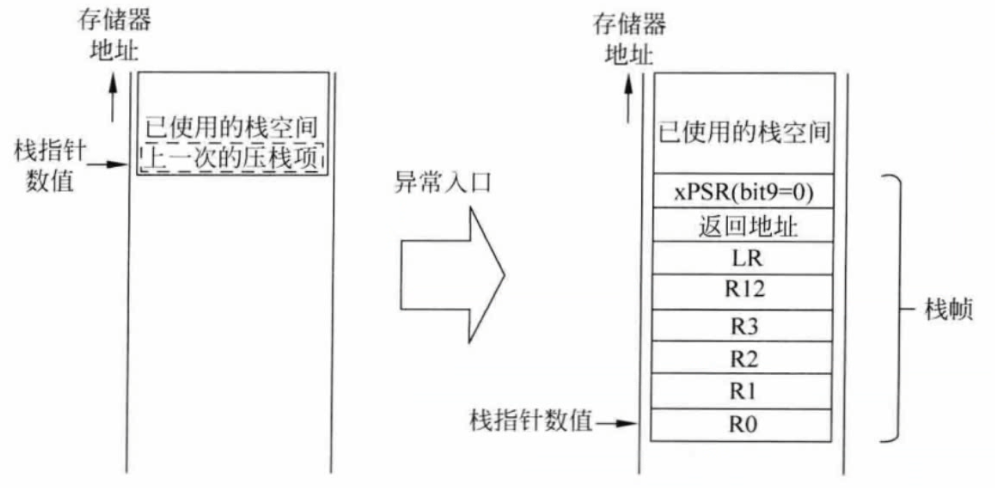 存储器
地址
已使用的栈空间
上一次的压栈项
栈指针
数值
异常入口
存储器
地址
已使用的栈空间
xPSR(bit9=0)
返回地址
LR
R12
R3
R2
R1
R0
栈指针数值
栈帧